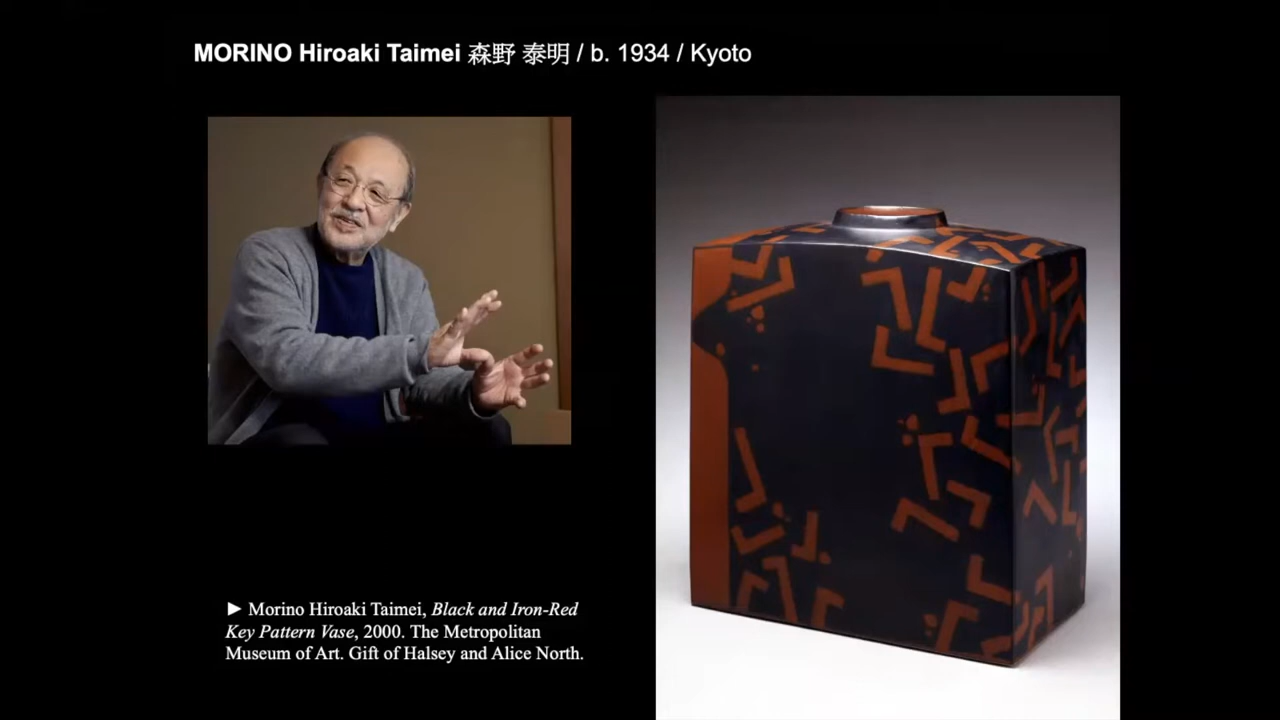 MORINO Hiroaki Taimei 森野 泰明 / b. 1934 / Kyoto
► Morino Hiroaki Taimei, Black and Iron-Red
Key Pattern Vase, 2000. The Metropolitan
Museum of Art. Gift of Halsey and Alice North.